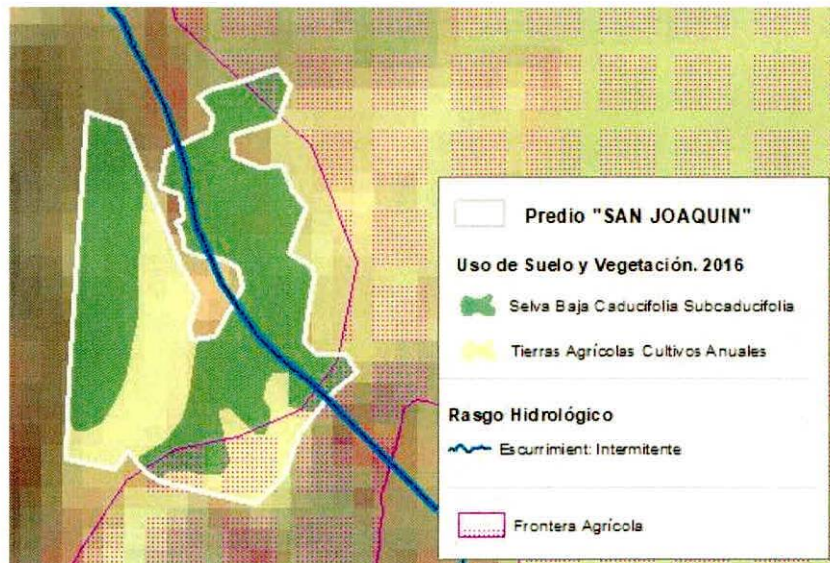 Predio "SAN JOAQUIN"
Uso de Suelo y Vegetación. 2016
Selva Baja Caducifolia Subcaducifolia
Tierras Agrícolas Cultivos Anuales
Rasgo Hidrológico
Escurrimient: Intermitente
Frontera Agrícola